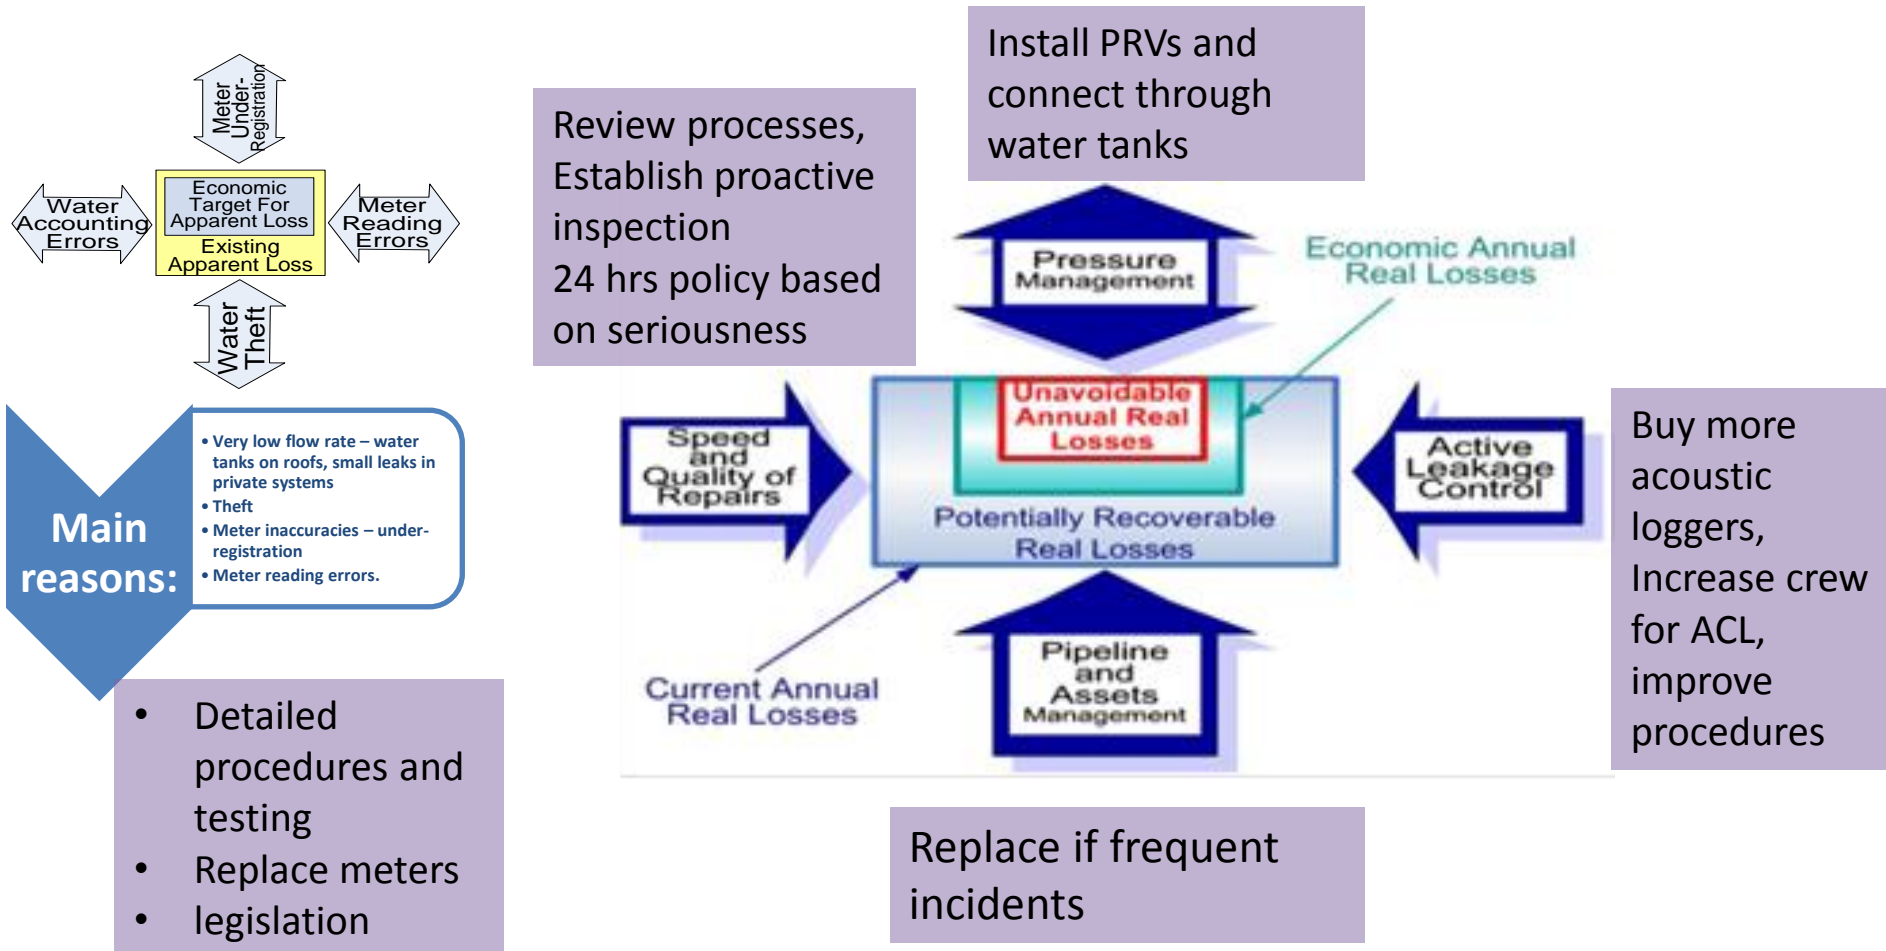 Meter
Under-
Registration
Water
Accounting
Errors
Economic
Target For
Apparent Loss
Existing
Apparent Loss
Meter
Reading
Errors
Water
Theft
Main
reasons:
• Very low flow rate – water
tanks on roofs, small leaks in
private systems
• Theft
• Meter inaccuracies – under-
registration
• Meter reading errors.
• Detailed
procedures and
testing
• Replace meters
• legislation
Review processes,
Establish proactive
inspection
24 hrs policy based
on seriousness
Install PRVs and
connect through
water tanks
Pressure
Management
Economic Annual
Real Losses
Unavoidable
Annual Real
Losses
Speed
and
Quality of
Repairs
Active
Leakage
Control
Potentially Recoverable
Real Losses
Current Annual
Real Losses
Pipeline
and
Assets
Management
Buy more
acoustic
loggers,
Increase crew
for ACL,
improve
procedures
Replace if frequent
incidents